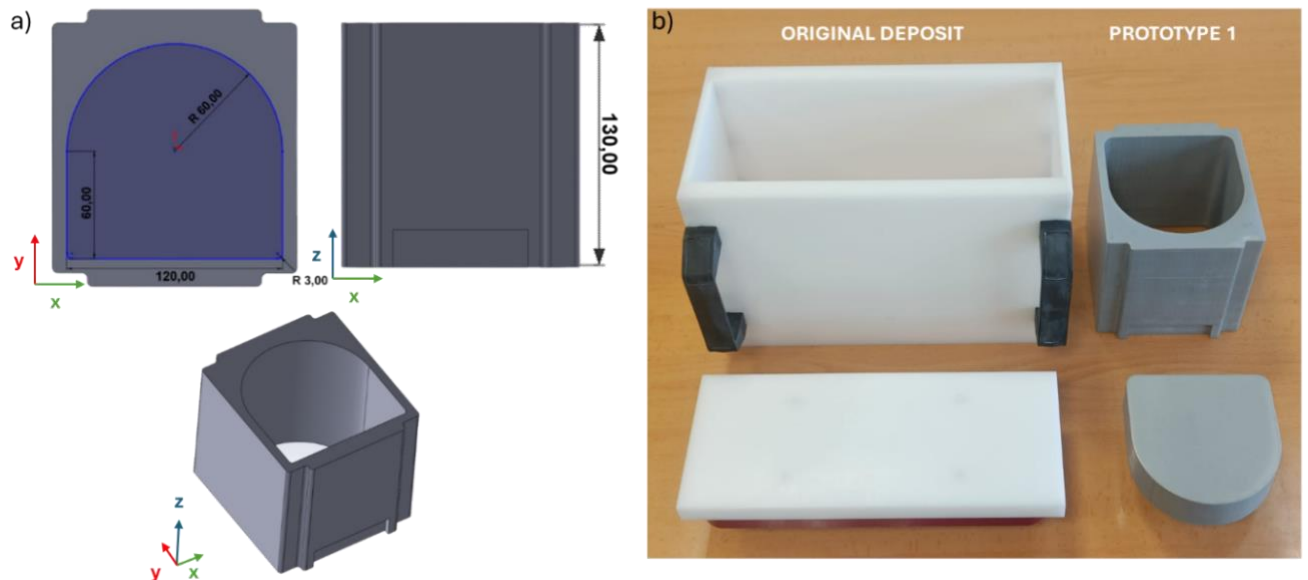 a)
R 60,00
60,00
120,00
R 3,00
y
x
130,00
z
x
z
y
x
b)
ORIGINAL DEPOSIT
PROTOTYPE 1